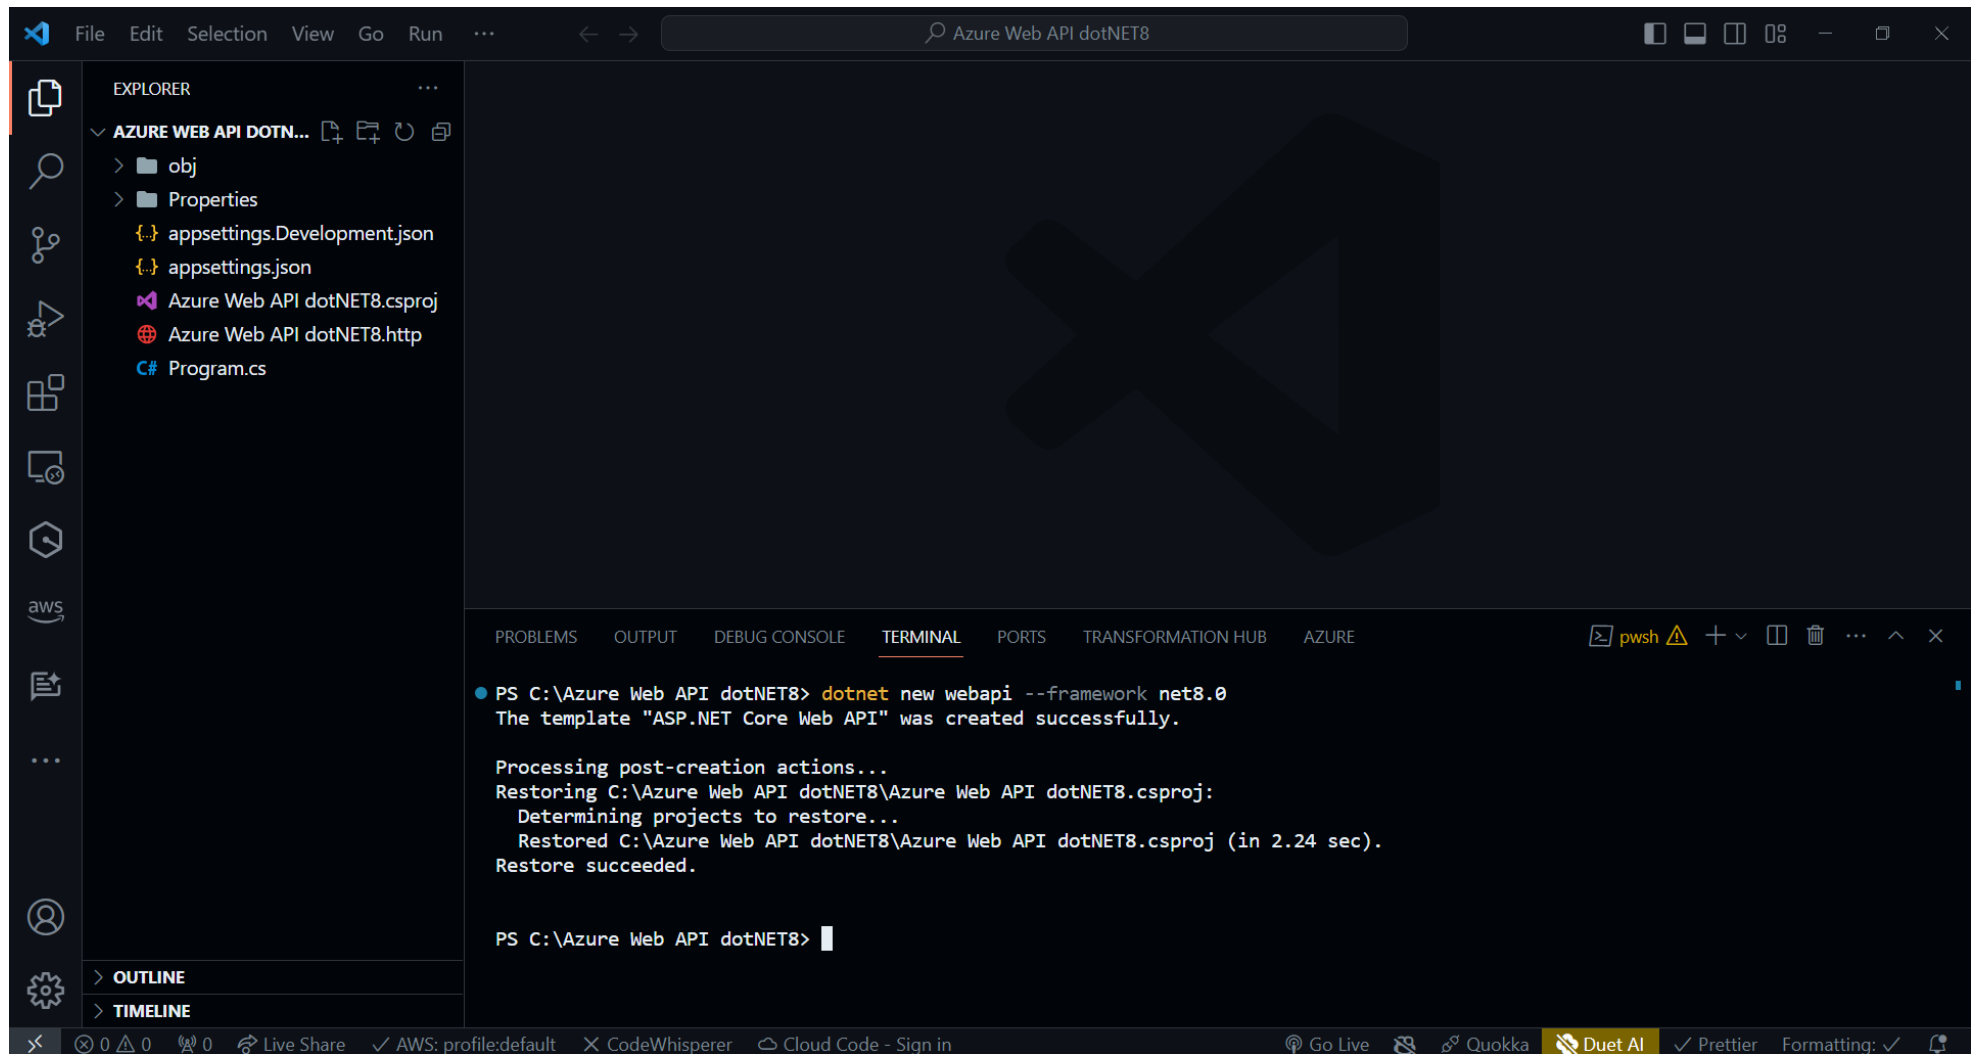 File Edit Selection View Go Run ···
Azure Web API dotNET8
EXPLORER
AZURE WEB API DOTN...
obj
Properties
{..} appsettings.Development.json
{..} appsettings.json
Azure Web API dotNET8.csproj
Azure Web API dotNET8.http
C# Program.cs
aws
OUTLINE
TIMELINE
PROBLEMS OUTPUT DEBUG CONSOLE TERMINAL PORTS TRANSFORMATION HUB AZURE
pwsh
PS C:\Azure Web API dotNET8> dotnet new webapi --framework net8.0
The template "ASP.NET Core Web API" was created successfully.
Processing post-creation actions...
Restoring C:\Azure Web API dotNET8\Azure Web API dotNET8.csproj:
Determining projects to restore...
Restored C:\Azure Web API dotNET8\Azure Web API dotNET8.csproj (in 2.24 sec).
Restore succeeded.
PS C:\Azure Web API dotNET8>
0 0 0 Live Share AWS: profile:default CodeWhisperer Cloud Code - Sign in Go Live Quokka Duet AI Prettier Formatting: